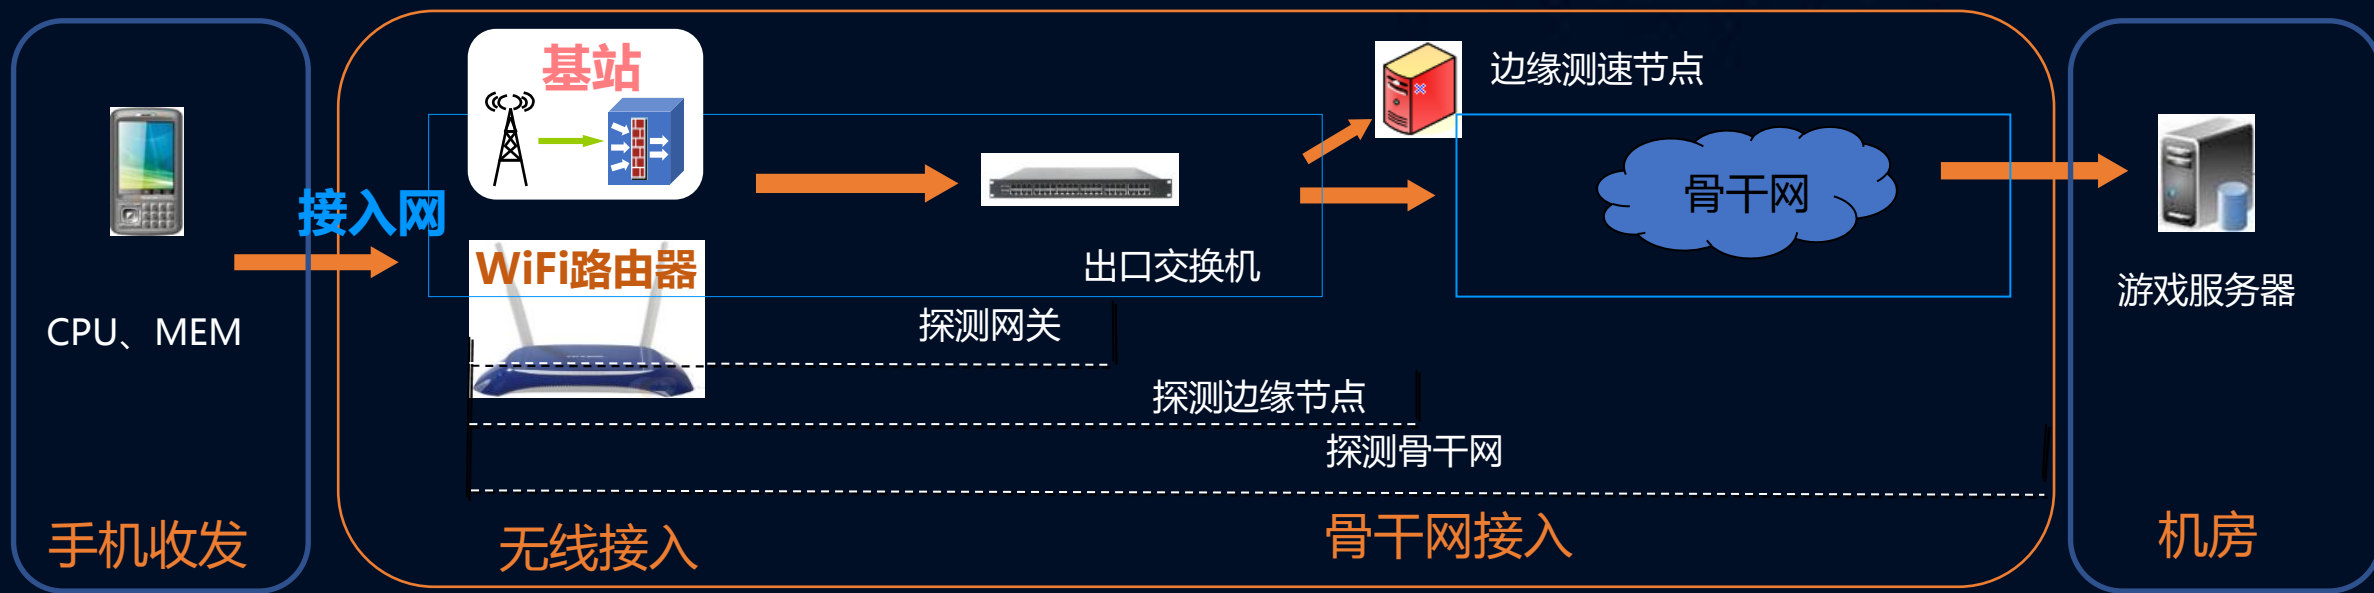 基站
边缘测速节点
接入网
骨干网
WiFi路由器
出口交换机
游戏服务器
CPU、MEM
探测网关
探测边缘节点
探测骨干网
手机收发
无线接入
骨干网接入
机房